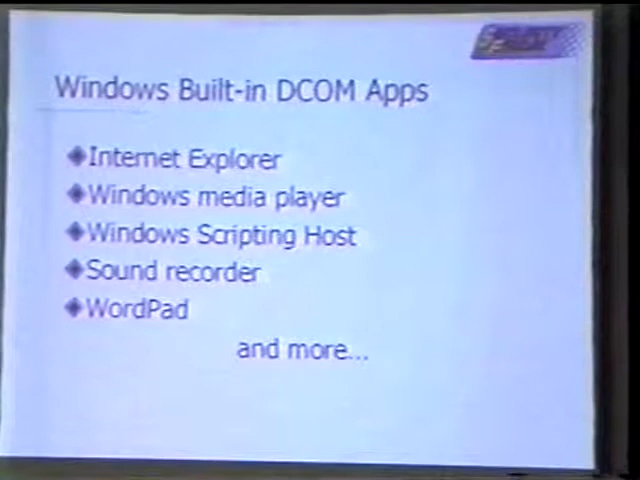 Windows Built-in DCOM Apps
Internet Explorer
Windows media player
Windows Scripting Host
Sound recorder
WordPad
and more...